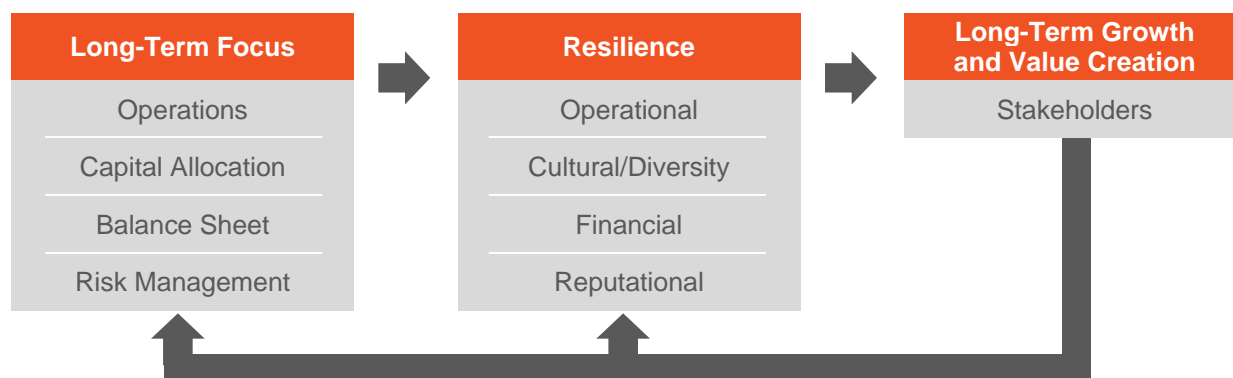 Long-Term Focus
Operations
Capital Allocation
Balance Sheet
Risk Management
Resilience
Operational
Cultural/Diversity
Financial
Reputational
Long-Term Growth
and Value Creation
Stakeholders